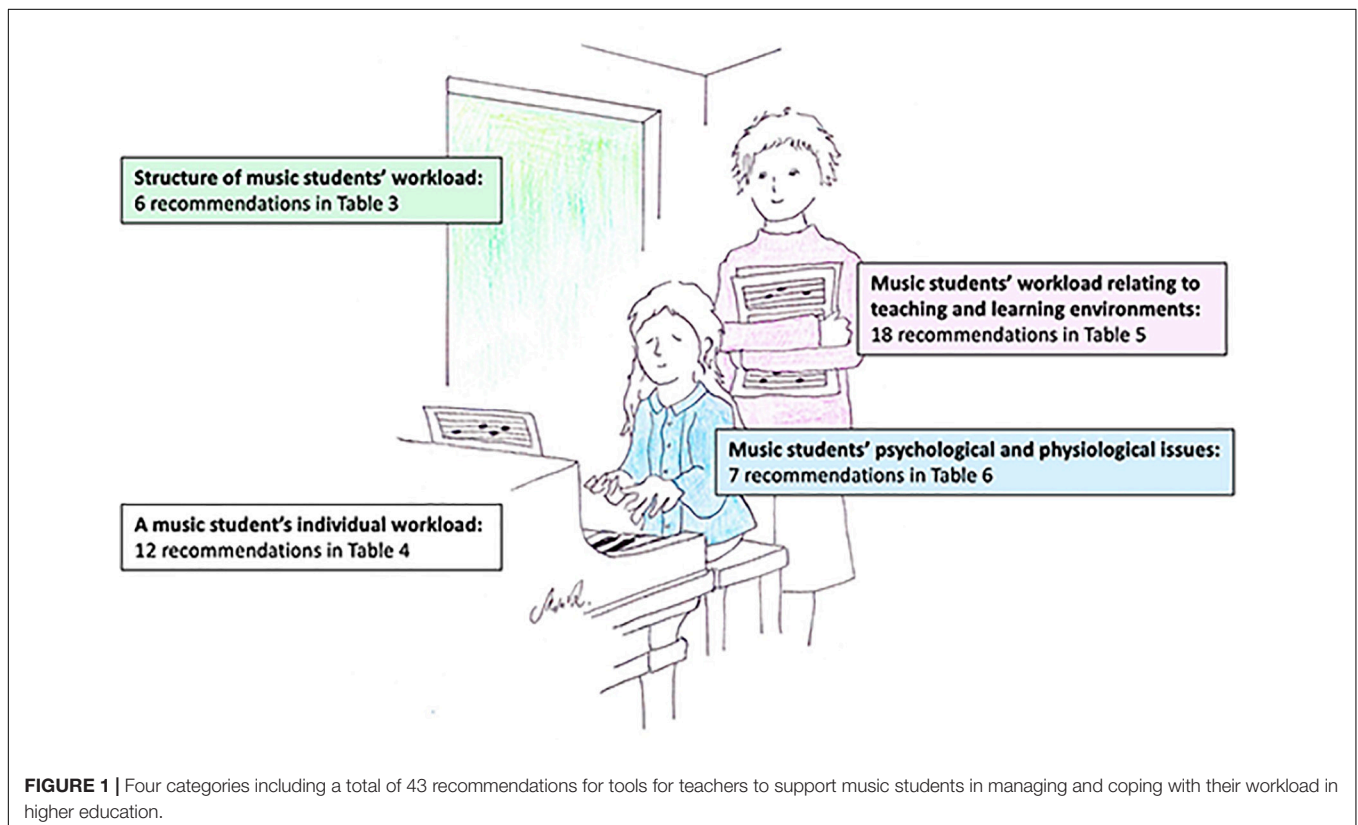 Structure of music students' workload:
6 recommendations in Table 3
Music students' workload relating to
teaching and learning environments:
18 recommendations in Table 5
Music students' psychological and physiological issues:
7 recommendations in Table 6
A music student's individual workload:
12 recommendations in Table 4
FIGURE 1 | Four categories including a total of 43 recommendations for tools for teachers to support music students in managing and coping with their workload in
higher education.